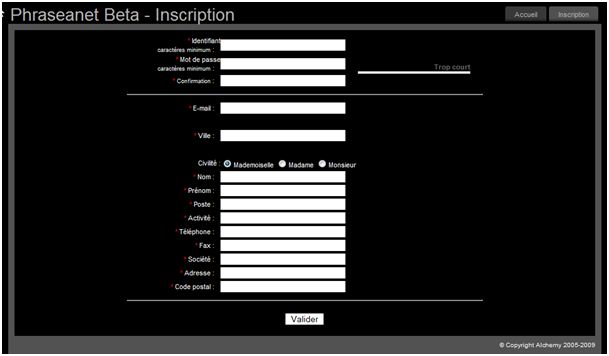 Phraseanet Beta - Inscription
Accueil
Inscription
* Identifiant
caractères minimum :
* Mot de passe
caractères minimum :
Trop court
* Confirmation :
* E-mail :
* Ville :
Civilité : Mademoiselle Madame Monsieur
* Nom :
* Prénom :
* Poste :
* Activité :
* Téléphone :
* Fax :
* Société :
* Adresse :
* Code postal :
Valider
© Copyright Alchemy 2005-2009